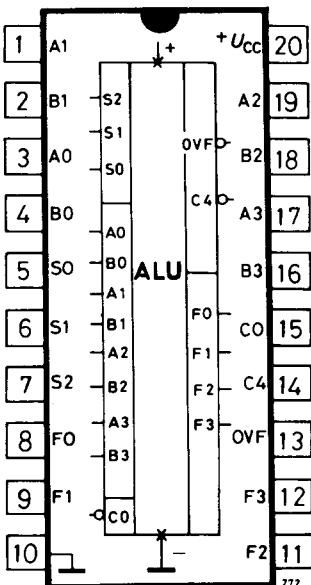 1 A1 + +UCC 20
2 B1 S2 A2 19
S1 OVF B2 18
3 A0 S0
C4 A3 17
4 B0 A0
B0 ALU B3 16
5 S0 A1
6 S1 B1 F0 C0 15
A2 F1
7 S2 B2 F2 C4 14
8 F0 A3 F3 OVF 13
B3
9 F1 C0 F3 12
10 − F2 11